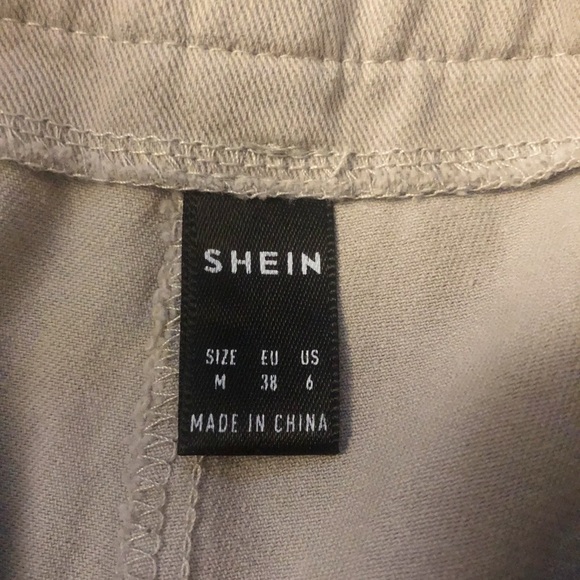 SHEIN
SIZE EU US
M 38 6
MADE IN CHINA